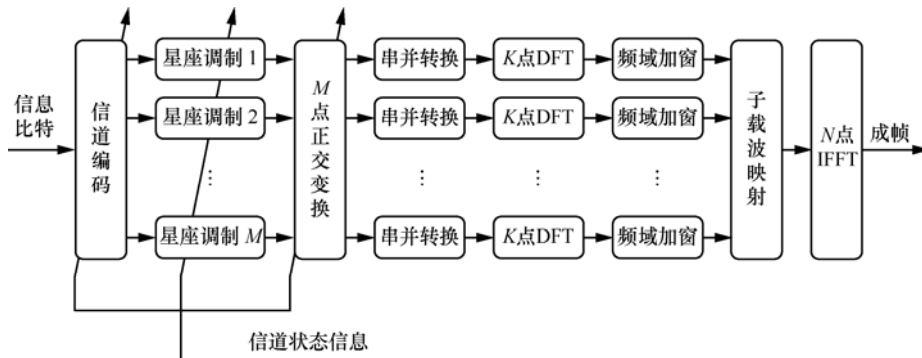 信息
比特
信道编码
星座调制 1
星座调制 2
⋮
星座调制 M
M点正交变换
串并转换
K点DFT
频域加窗
串并转换
K点DFT
频域加窗
⋮
⋮
⋮
串并转换
K点DFT
频域加窗
子载波映射
N点
IFFT
成帧
信道状态信息